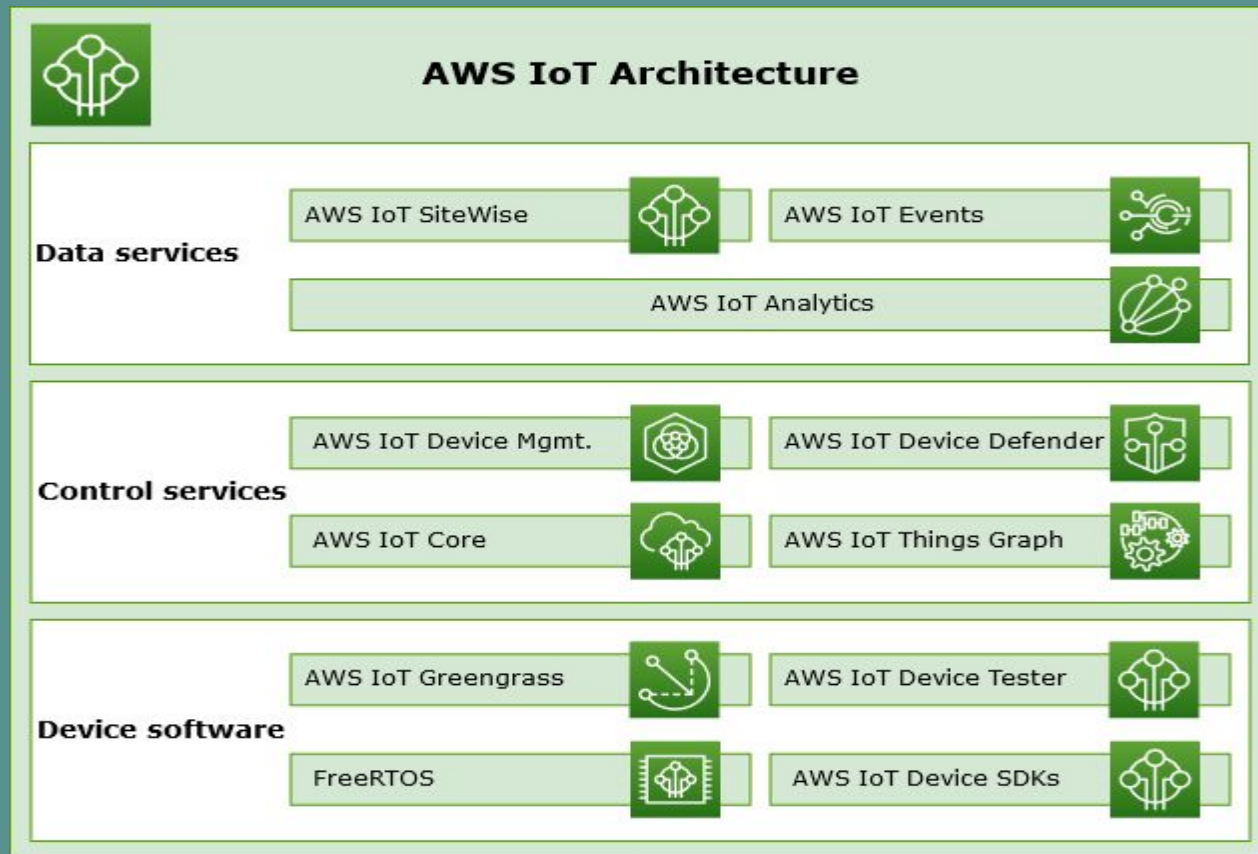 AWS IoT Architecture
Data services
AWS IoT SiteWise
AWS IoT Events
AWS IoT Analytics
Control services
AWS IoT Device Mgmt.
AWS IoT Device Defender
AWS IoT Core
AWS IoT Things Graph
Device software
AWS IoT Greengrass
AWS IoT Device Tester
FreeRTOS
AWS IoT Device SDKs